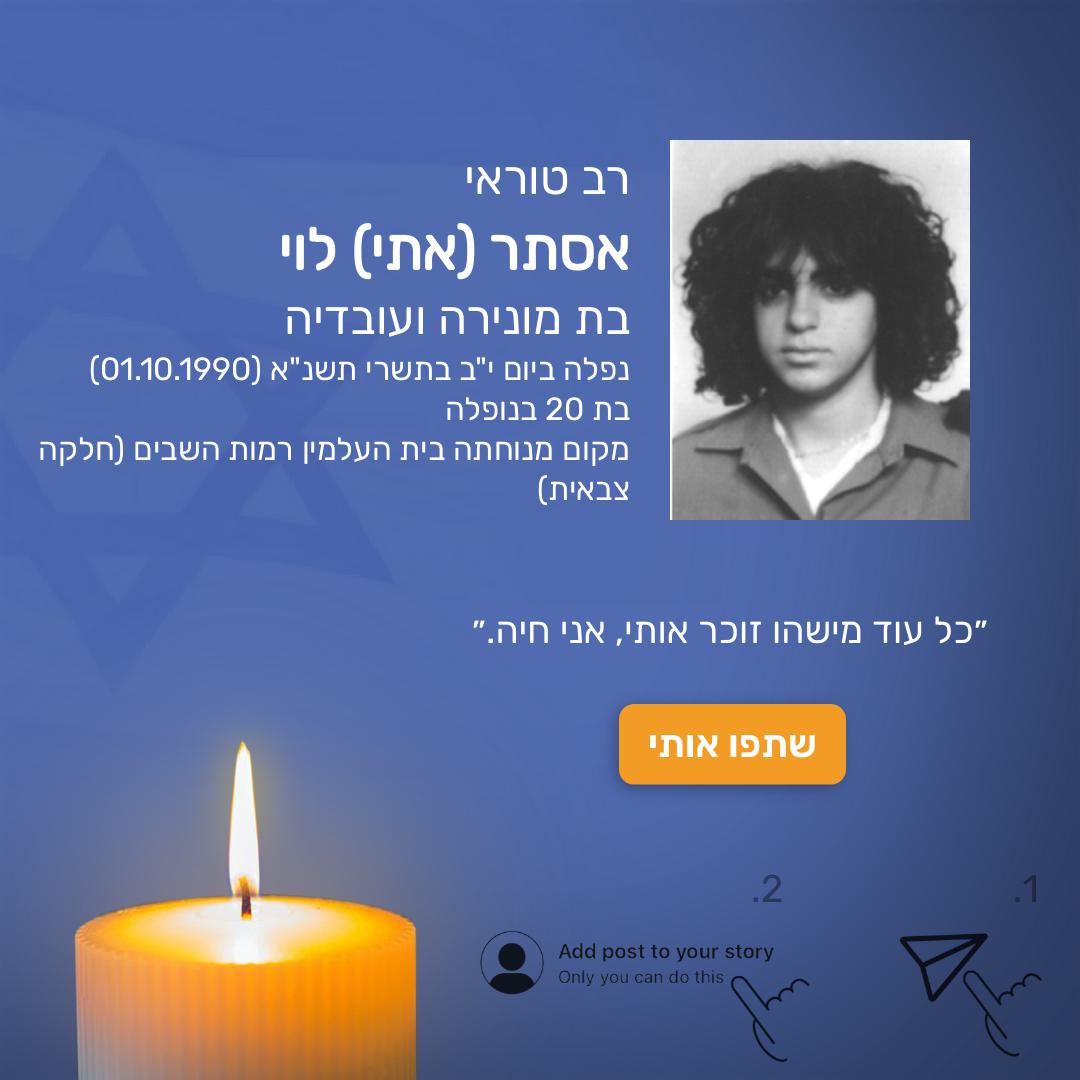 רב טוראי
אסתר (אתי) לוי
בת מונירה ועובדיה
נפלה ביום י"ב בתשרי תשנ"א (01.10.1990)
בת 20 בנופלה
מקום מנוחתה בית העלמין רמות השבים (חלקה
צבאית)
״כל עוד מישהו זוכר אותי, אני חיה.״
שתפו אותי
1.
2.
Add post to your story
Only you can do this